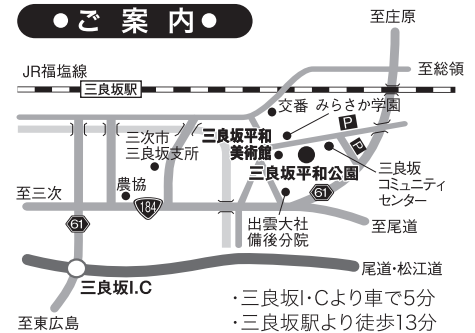 ●ご案内●
至庄原
JR福塩線
至総領
三良坂駅
交番
みらさか学園
P
P
三次市
三良坂支所
三良坂平和
美術館
三良坂平和公園
三良坂
コミュニティ
センター
至三次
農協
184
61
61
出雲大社
備後分院
至尾道
尾道・松江道
三良坂I.C
至東広島
・三良坂I・Cより車で5分
・三良坂駅より徒歩13分